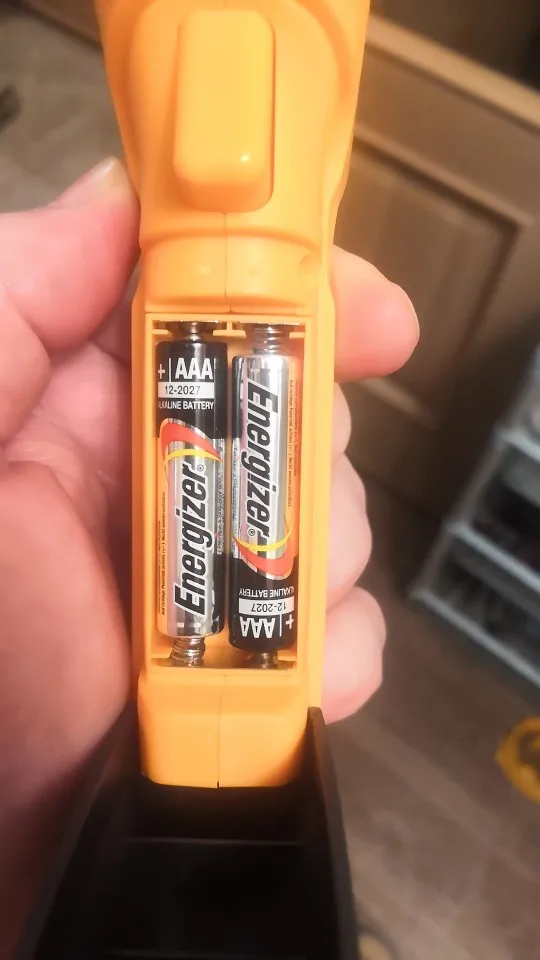 + AAA
12-2027
ALKALINE BATTERY
Energizer®
Energizer®
ALKALINE BATTERY
12-2027
+ AAA